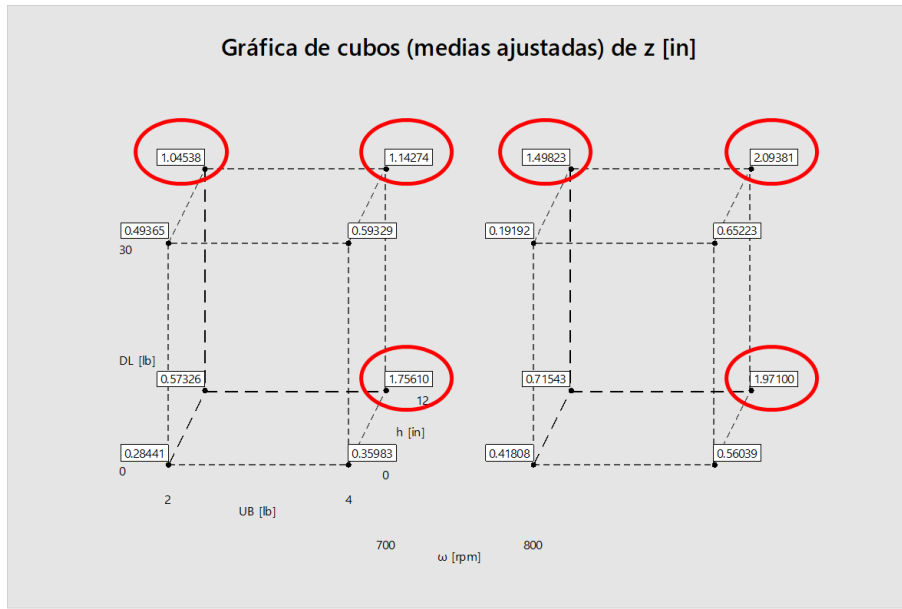 Gráfica de cubos (medias ajustadas) de z [in]
1.04538 1.14274 1.49823 2.09381
0.49365 0.59329 0.19192 0.65223
30
DL [lb]
0.57326 1.75610 0.71543 1.97100
12
h [in]
0.28441 0.35983 0.41808 0.56039
0 0
2 4
UB [lb]
700 800
ω [rpm]